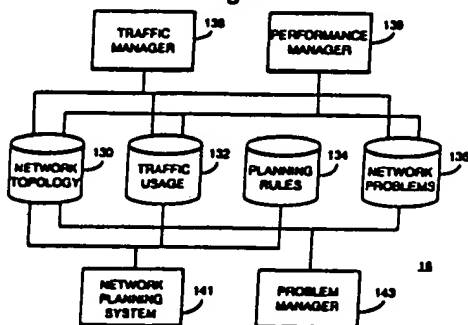 TRAFFIC
MANAGER
138
PERFORMANCE
MANAGER
139
NETWORK
TOPOLOGY
130
TRAFFIC
USAGE
132
PLANNING
RULES
134
NETWORK
PROBLEMS
136
NETWORK
PLANNING
SYSTEM
141
PROBLEM
MANAGER
143